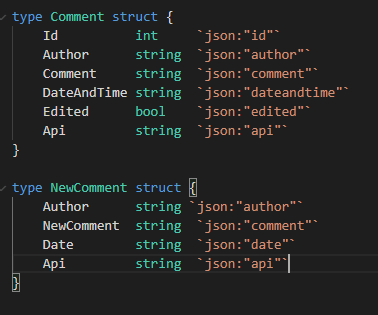 type Comment struct {
    Id          int     `json:"id"`
    Author      string  `json:"author"`
    Comment     string  `json:"comment"`
    DateAndTime string  `json:"dateandtime"`
    Edited      bool    `json:"edited"`
    Api         string  `json:"api"`
}
type NewComment struct {
    Author      string `json:"author"`
    NewComment  string  `json:"comment"`
    Date        string  `json:"date"`
    Api         string  `json:"api"`
}